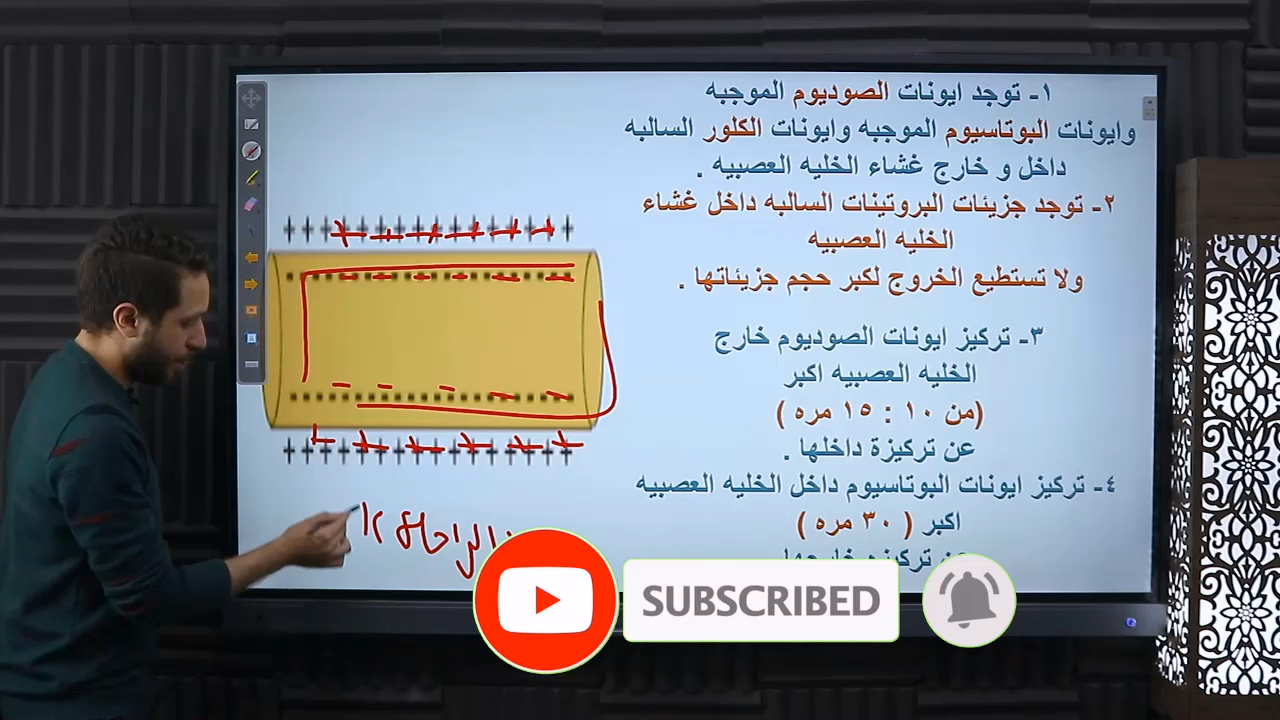 ١- توجد ايونات الصوديوم الموجبه
وايونات البوتاسيوم الموجبه وايونات الكلور السالبه
داخل و خارج غشاء الخليه العصبيه .
٢- توجد جزيئات البروتينات السالبه داخل غشاء
الخليه العصبيه
ولا تستطيع الخروج لكبر حجم جزيئاتها .
٣- تركيز ايونات الصوديوم خارج
الخليه العصبيه اكبر
(من ١٠ : ١٥ مره )
عن تركيزة داخلها .
٤- تركيز ايونات البوتاسيوم داخل الخليه العصبيه
اكبر ( ٣٠ مره )
عن تركيزه خارجها
SUBSCRIBED